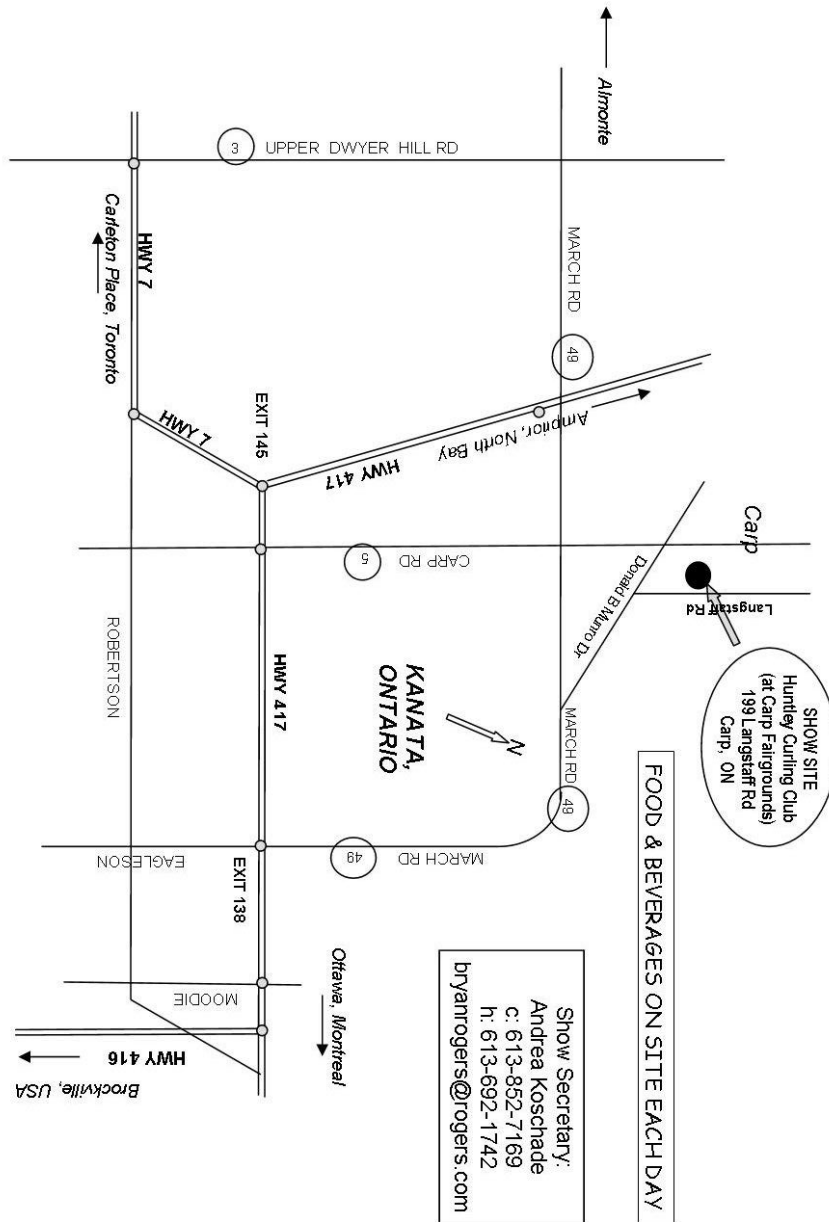 SHOW SITE
Huntley Curling Club
(at Carp Fairgrounds)
199 Langstaff Rd
Carp, ON
FOOD & BEVERAGES ON SITE EACH DAY
Show Secretary:
Andrea Koschade
c: 613-852-7169
h: 613-692-1742
bryanrogers@rogers.com
Almonte
Carp
Langstaff Rd
Donald B Munro Dr
MARCH RD
49
MARCH RD
49
Arnprior, North Bay
HWY 417
UPPER DWYER HILL RD
3
CARP RD
5
KANATA,
ONTARIO
N
MARCH RD
49
EXIT 145
HWY 417
EXIT 138
Ottawa, Montreal
HWY 7
HWY 7
Carleton Place, Toronto
ROBERTSON
EAGLESON
MOODIE
HWY 416
Brockville, USA